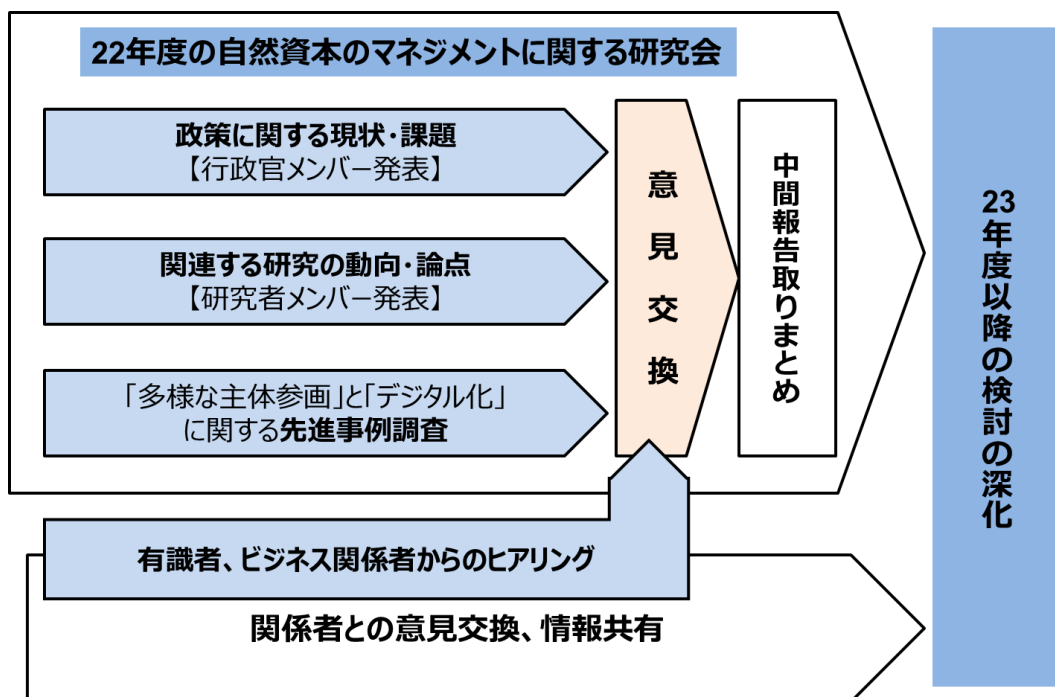 22年度の自然資本のマネジメントに関する研究会
政策に関する現状・課題
【行政官メンバー発表】
関連する研究の動向・論点
【研究者メンバー発表】
「多様な主体参画」と「デジタル化」
に関する先進事例調査
意見交換
中間報告取りまとめ
有識者、ビジネス関係者からのヒアリング
関係者との意見交換、情報共有
23年度以降の検討の深化